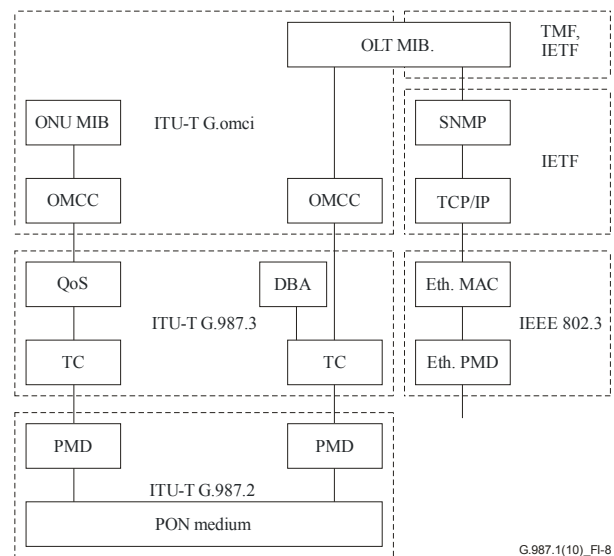 OLT MIB.
TMF,
IETF
ONU MIB
ITU-T G.omci
SNMP
IETF
OMCC
OMCC
TCP/IP
QoS
DBA
Eth. MAC
ITU-T G.987.3
IEEE 802.3
TC
TC
Eth. PMD
PMD
PMD
ITU-T G.987.2
PON medium
G.987.1(10)_FI-8